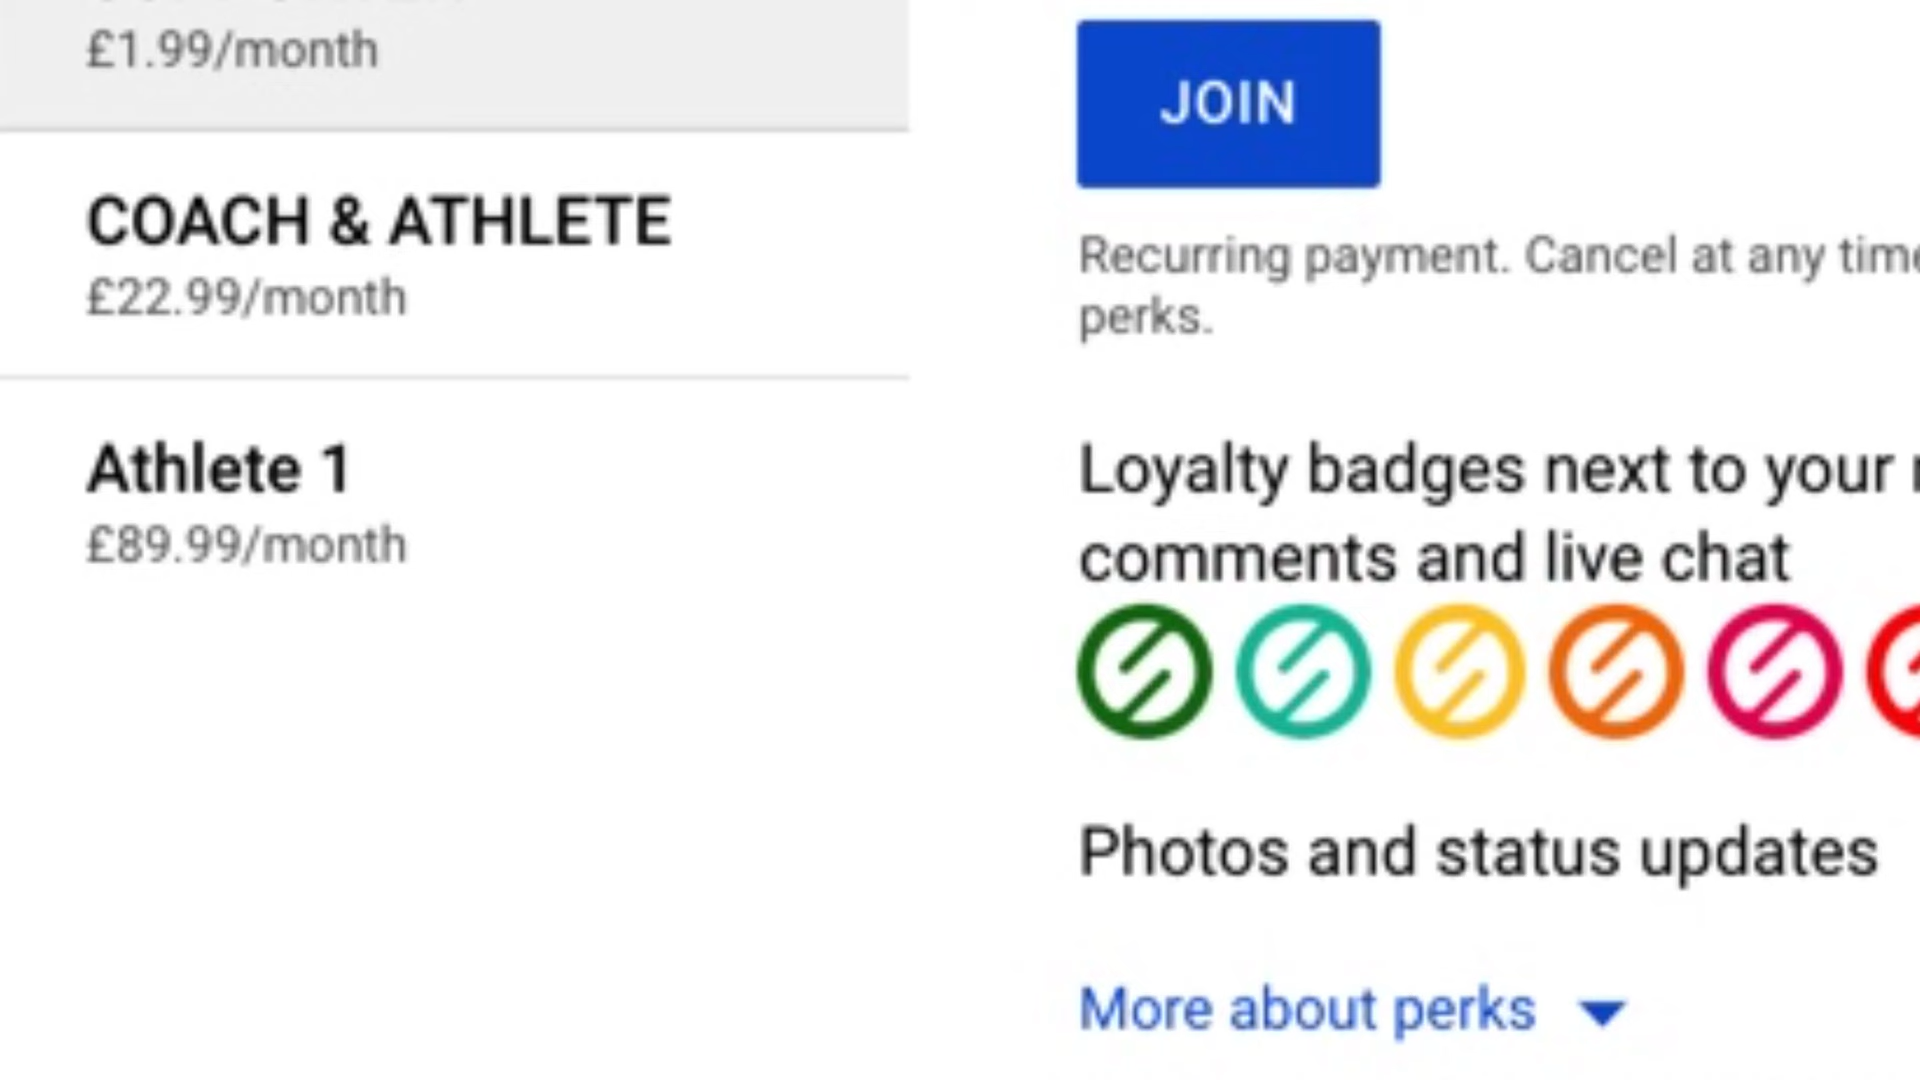 £1.99/month
COACH & ATHLETE
£22.99/month
Athlete 1
£89.99/month
JOIN
Recurring payment. Cancel at any time
perks.
Loyalty badges next to your
comments and live chat
Photos and status updates
More about perks